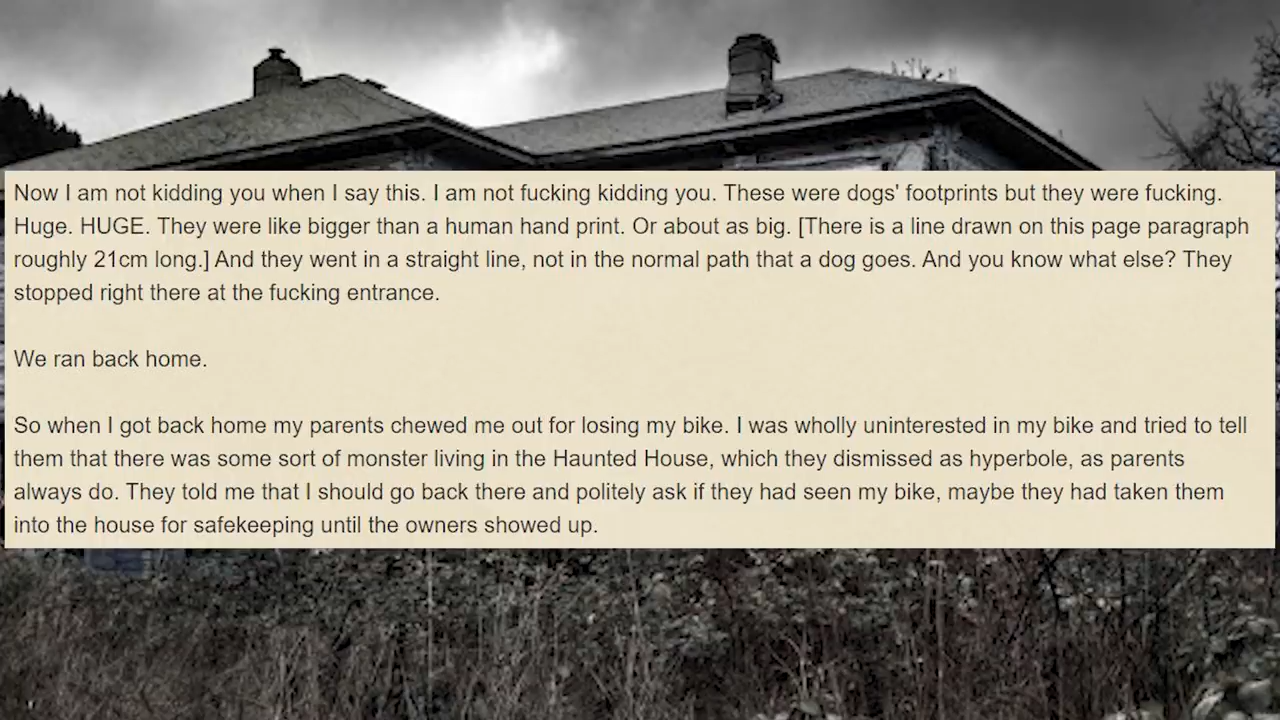 Now I am not kidding you when I say this. I am not fucking kidding you. These were dogs' footprints but they were fucking.
Huge. HUGE. They were like bigger than a human hand print. Or about as big. [There is a line drawn on this page paragraph
roughly 21cm long.] And they went in a straight line, not in the normal path that a dog goes. And you know what else? They
stopped right there at the fucking entrance.
We ran back home.
So when I got back home my parents chewed me out for losing my bike. I was wholly uninterested in my bike and tried to tell
them that there was some sort of monster living in the Haunted House, which they dismissed as hyperbole, as parents
always do. They told me that I should go back there and politely ask if they had seen my bike, maybe they had taken them
into the house for safekeeping until the owners showed up.